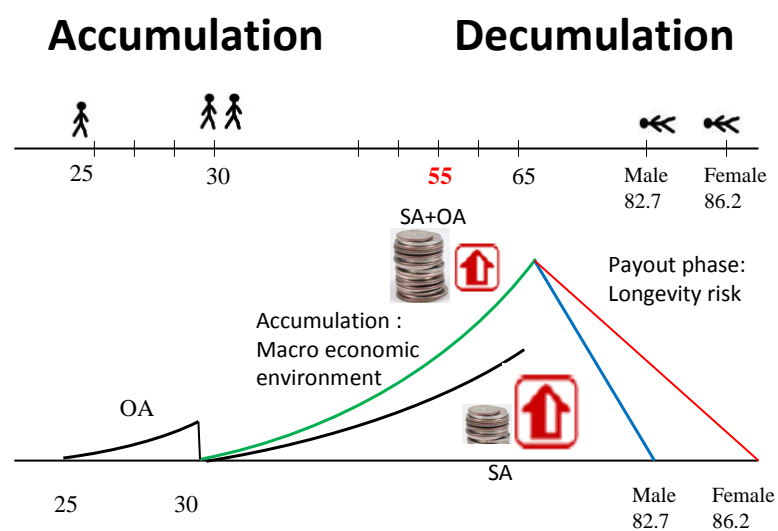 Accumulation Decumulation
25 30 55 65 Male Female
82.7 86.2
SA+OA
Payout phase:
Longevity risk
Accumulation :
Macro economic
environment
OA
SA
25 30 Male Female
82.7 86.2